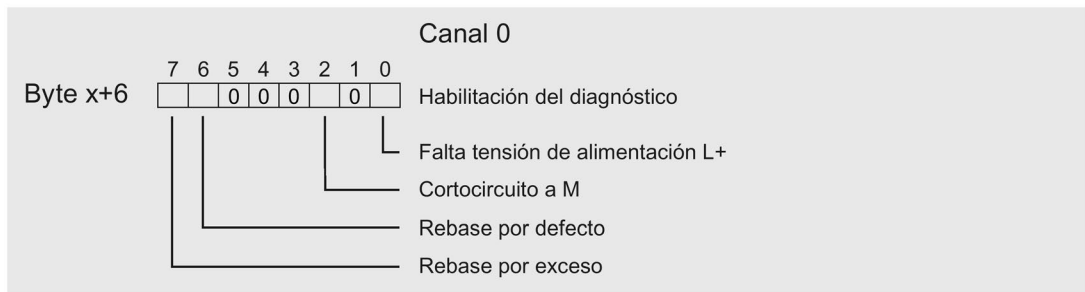 Canal 0
7 6 5 4 3 2 1 0
Byte x+6 0 0 0 0 Habilitación del diagnóstico
Falta tensión de alimentación L+
Cortocircuito a M
Rebase por defecto
Rebase por exceso